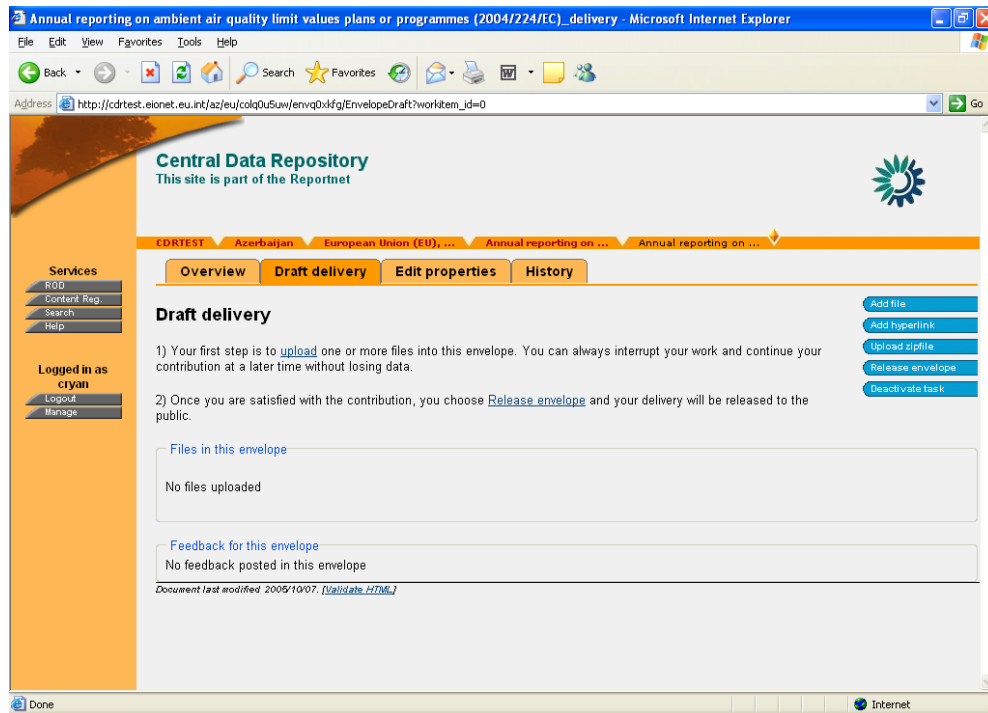 Annual reporting on ambient air quality limit values plans or programmes (2004/224/EC)_delivery - Microsoft Internet Explorer
File Edit View Favorites Tools Help
Back Search Favorites
Address http://cdrtest.eionet.eu.int/az/eu/colq0u5uw/envq0xkfg/EnvelopeDraft?workitem_id=0 Go
Central Data Repository
This site is part of the Reportnet
CDRTEST Azerbaijan European Union (EU), ... Annual reporting on ... Annual reporting on ...
Services
ROD
Content Reg.
Search
Help
Logged in as
cryan
Logout
Manage
Overview Draft delivery Edit properties History
Draft delivery
1) Your first step is to upload one or more files into this envelope. You can always interrupt your work and continue your
contribution at a later time without losing data.
2) Once you are satisfied with the contribution, you choose Release envelope and your delivery will be released to the
public.
Add file
Add hyperlink
Upload zipfile
Release envelope
Deactivate task
Files in this envelope
No files uploaded
Feedback for this envelope
No feedback posted in this envelope
Document last modified 2005/10/07. [Validate HTML]
Done Internet